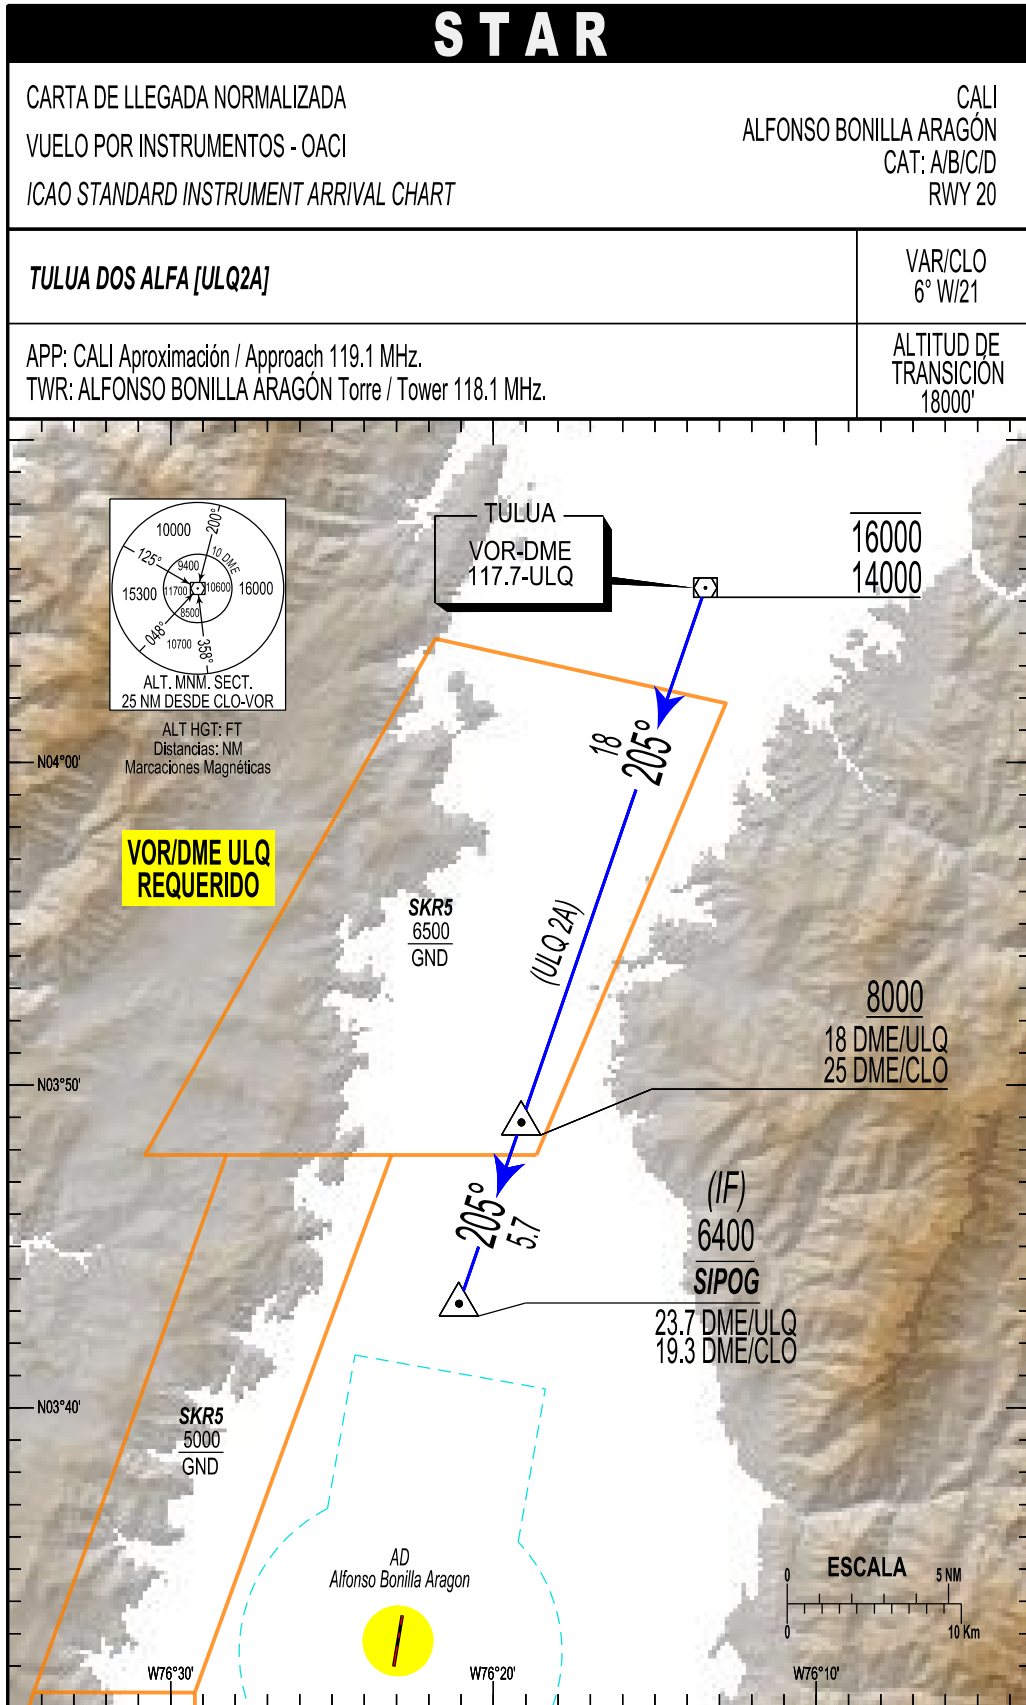 STAR
CARTA DE LLEGADA NORMALIZADA
VUELO POR INSTRUMENTOS - OACI
ICAO STANDARD INSTRUMENT ARRIVAL CHART
CALI
ALFONSO BONILLA ARAGÓN
CAT: A/B/C/D
RWY 20
TULUA DOS ALFA [ULQ2A]
VAR/CLO
6° W/21
APP: CALI Aproximación / Approach 119.1 MHz.
TWR: ALFONSO BONILLA ARAGÓN Torre / Tower 118.1 MHz.
ALTITUD DE
TRANSICIÓN
18000'
10000
200°
125°
10 DME
9400
15300
11700
10600
16000
8500
048°
10700
358°
ALT. MNM. SECT.
25 NM DESDE CLO-VOR
ALT HGT: FT
Distancias: NM
Marcaciones Magnéticas
TULUA
VOR-DME
117.7-ULQ
16000
14000
18
205°
N04°00'
VOR/DME ULQ
REQUERIDO
SKR5
6500
GND
(ULQ 2A)
8000
18 DME/ULQ
25 DME/CLO
N03°50'
205°
5.7
(IF)
6400
SIPOG
23.7 DME/ULQ
19.3 DME/CLO
N03°40'
SKR5
5000
GND
AD
Alfonso Bonilla Aragon
ESCALA
0
5 NM
0
10 Km
W76°30'
W76°20'
W76°10'